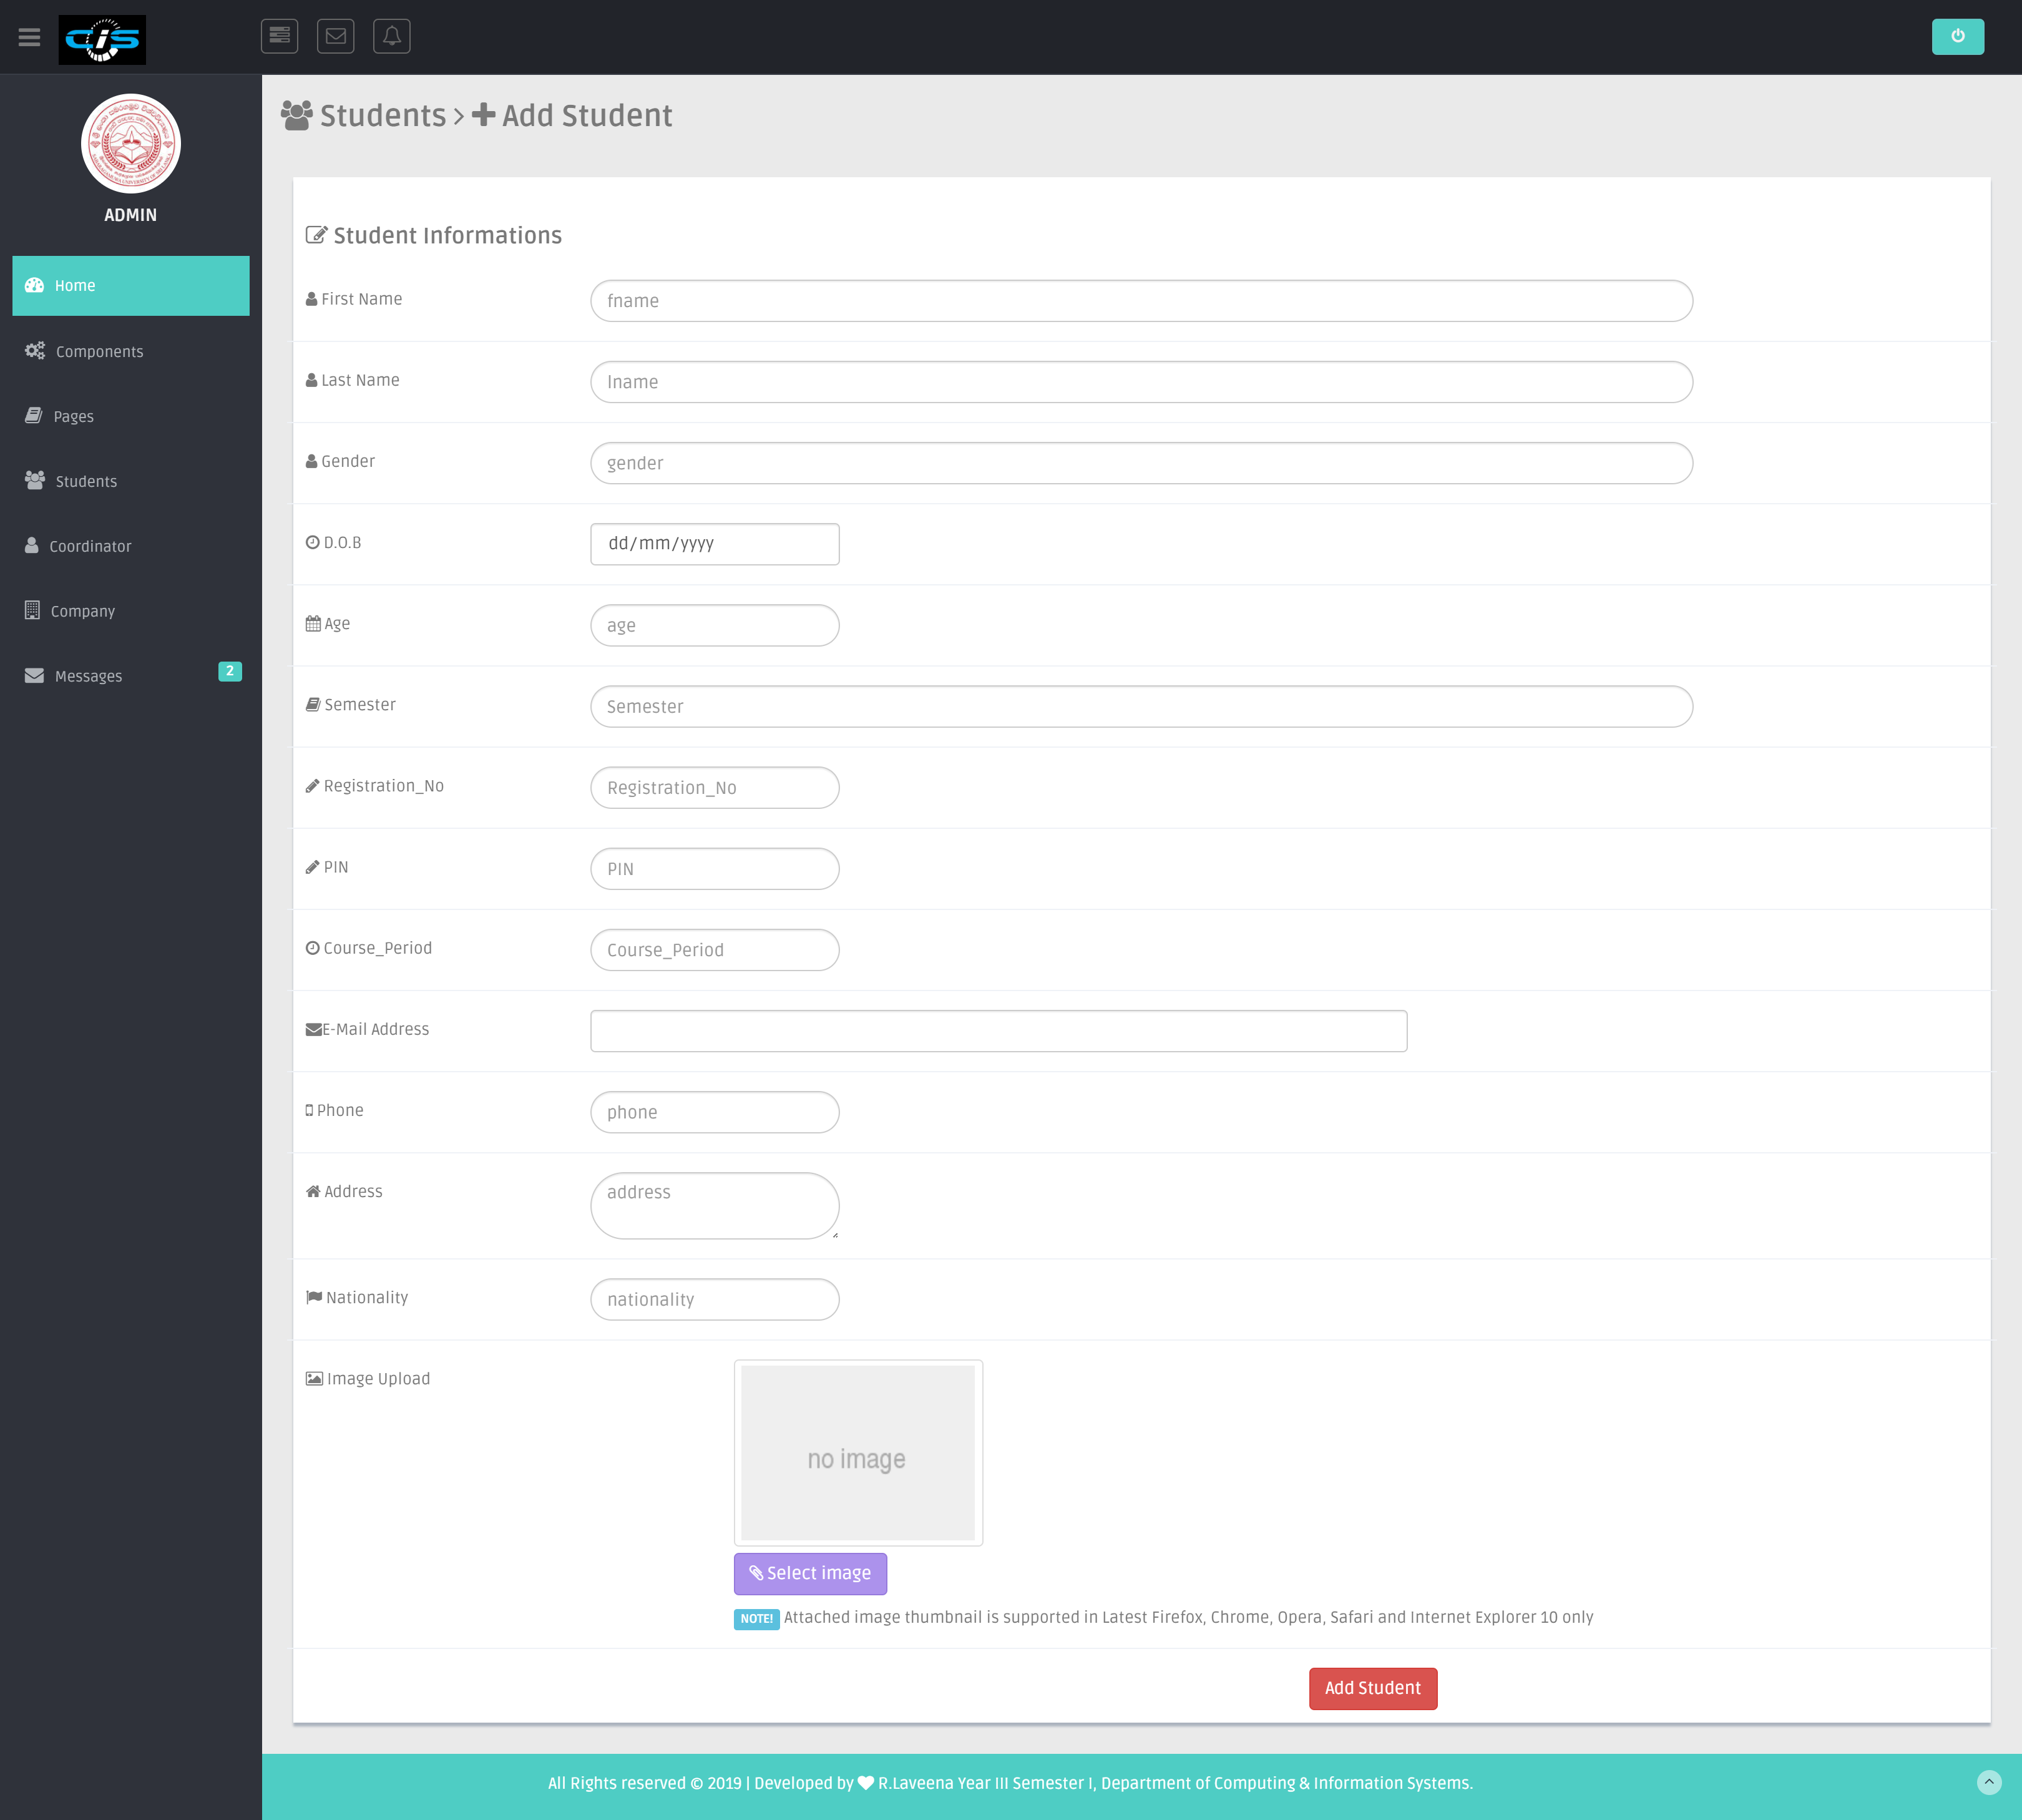 CIS
ADMIN
Home
Components
Pages
Students
Coordinator
Company
Messages 2
Students > Add Student
Student Informations
First Name fname
Last Name lname
Gender gender
D.O.B dd/mm/yyyy
Age age
Semester Semester
Registration_No Registration_No
PIN PIN
Course_Period Course_Period
E-Mail Address
Phone phone
Address address
Nationality nationality
Image Upload
no image
Select image
NOTE! Attached image thumbnail is supported in Latest Firefox, Chrome, Opera, Safari and Internet Explorer 10 only
Add Student
All Rights reserved © 2019 | Developed by ❤ R.Laveena Year III Semester I, Department of Computing & Information Systems.